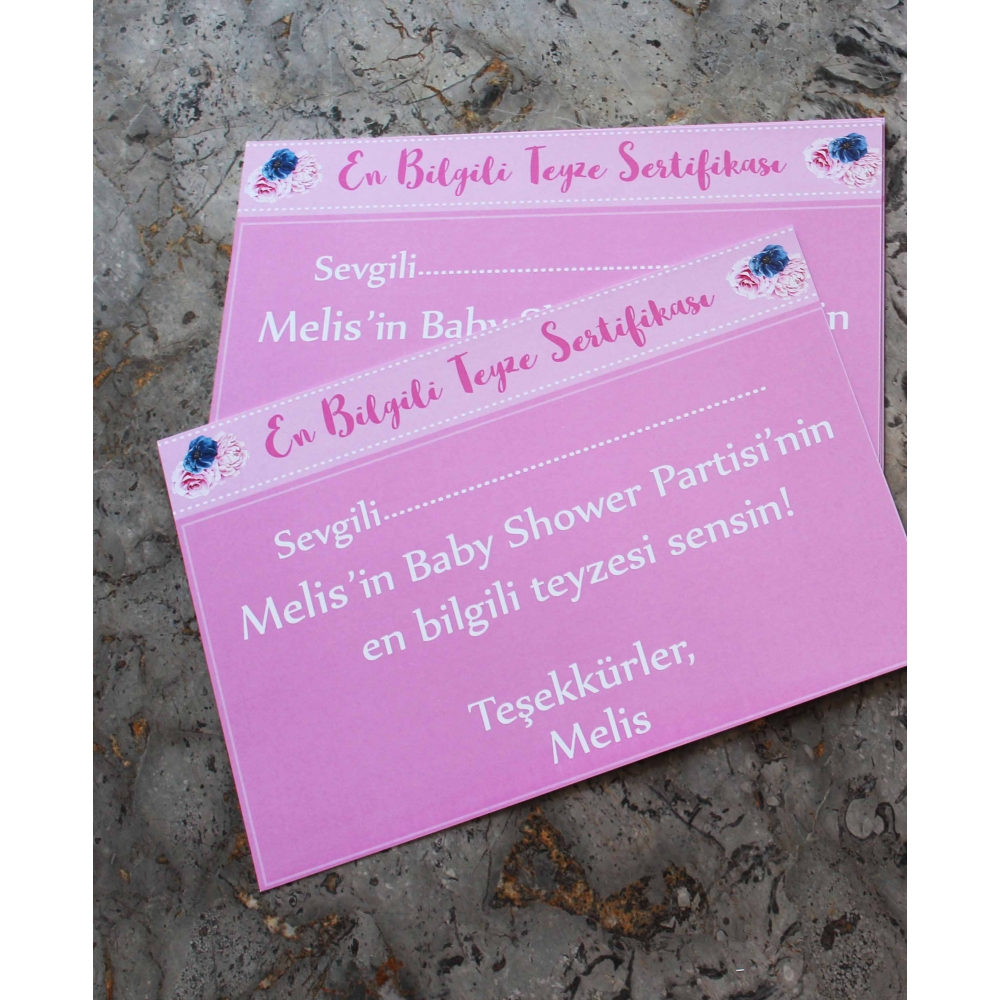 En Bilgili Teyze Sertifikası
Sevgili..............................
Melis'in Baby
'n
En Bilgili Teyze Sertifikası
Sevgili............................................................
Melis'in Baby Shower Partisi'nin
en bilgili teyzesi sensin!
Teşekkürler,
Melis